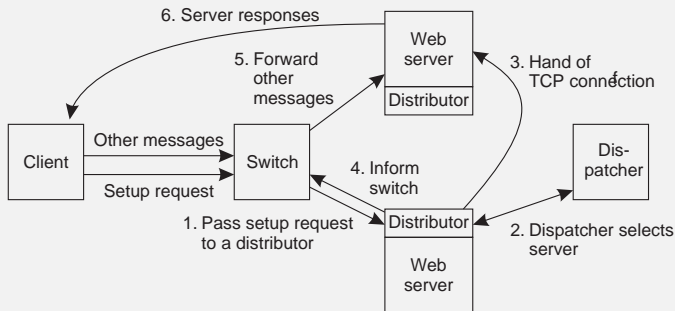 6. Server responses
Web
server
Distributor
5. Forward
other
messages
3. Hand of
f
TCP connection
Other messages
Client
Setup request
Switch
4. Inform
switch
Dis-
patcher
1. Pass setup request
to a distributor
Distributor
Web
server
2. Dispatcher selects
server